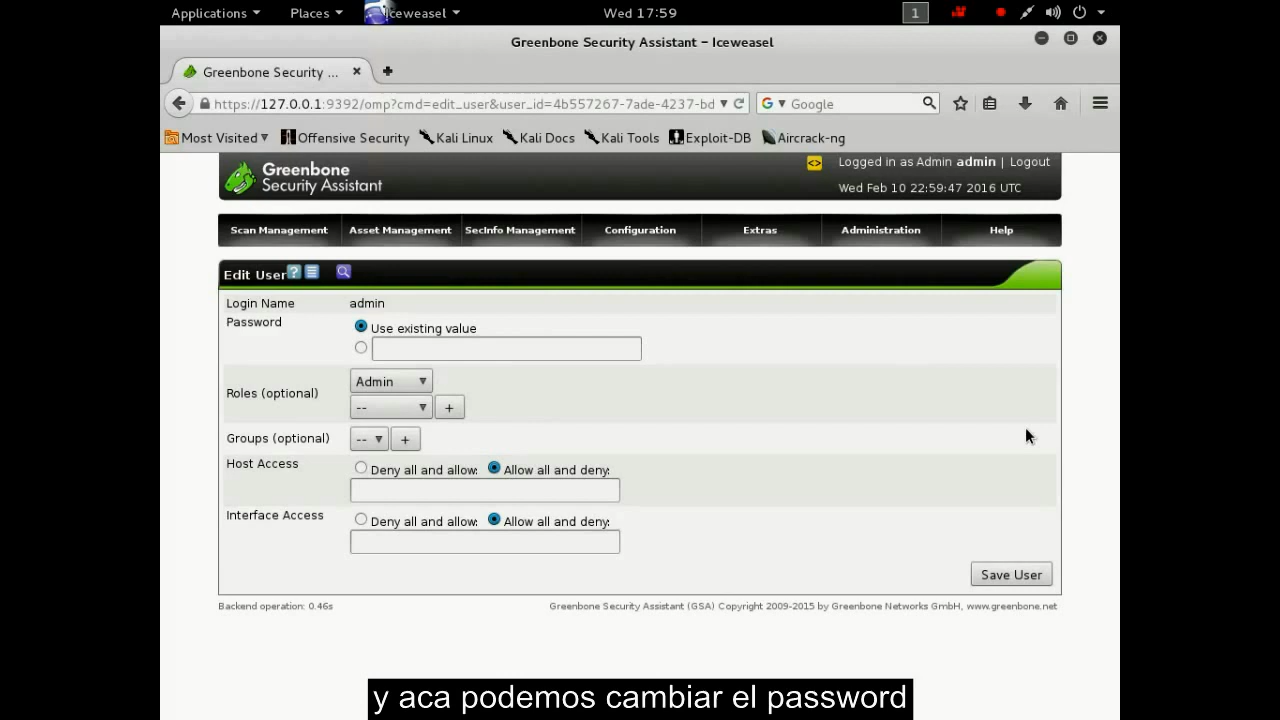 Applications Places Iceweasel Wed 17:59 1
Greenbone Security Assistant - Iceweasel
Greenbone Security ...
https://127.0.0.1:9392/omp?cmd=edit_user&user_id=4b557267-7ade-4237-bd Google
Most Visited Offensive Security Kali Linux Kali Docs Kali Tools Exploit-DB Aircrack-ng
Greenbone
Security Assistant
Logged in as Admin admin | Logout
Wed Feb 10 22:59:47 2016 UTC
Scan Management Asset Management SecInfo Management Configuration Extras Administration Help
Edit User
Login Name admin
Password Use existing value
Roles (optional) Admin
-- +
Groups (optional) -- +
Host Access Deny all and allow: Allow all and deny:
Interface Access Deny all and allow: Allow all and deny:
Save User
Backend operation: 0.46s Greenbone Security Assistant (GSA) Copyright 2009-2015 by Greenbone Networks GmbH, www.greenbone.net
y aca podemos cambiar el password